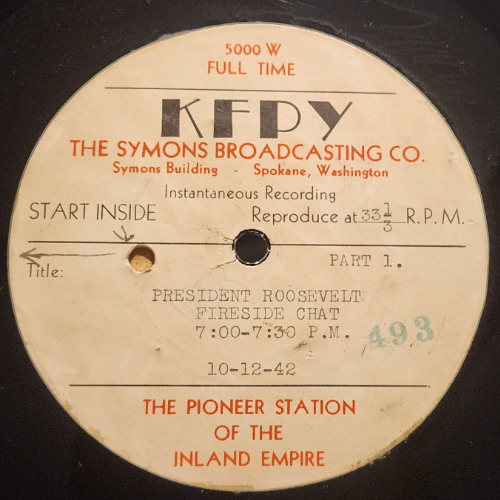 5000 W
FULL TIME
KFPY
THE SYMONS BROADCASTING CO.
Symons Building - Spokane, Washington
Instantaneous Recording
START INSIDE Reproduce at 33 1/3 R.P.M.
Title: PART 1.
PRESIDENT ROOSEVELT
FIRESIDE CHAT
7:00-7:30 P.M. 493
10-12-42
THE PIONEER STATION
OF THE
INLAND EMPIRE